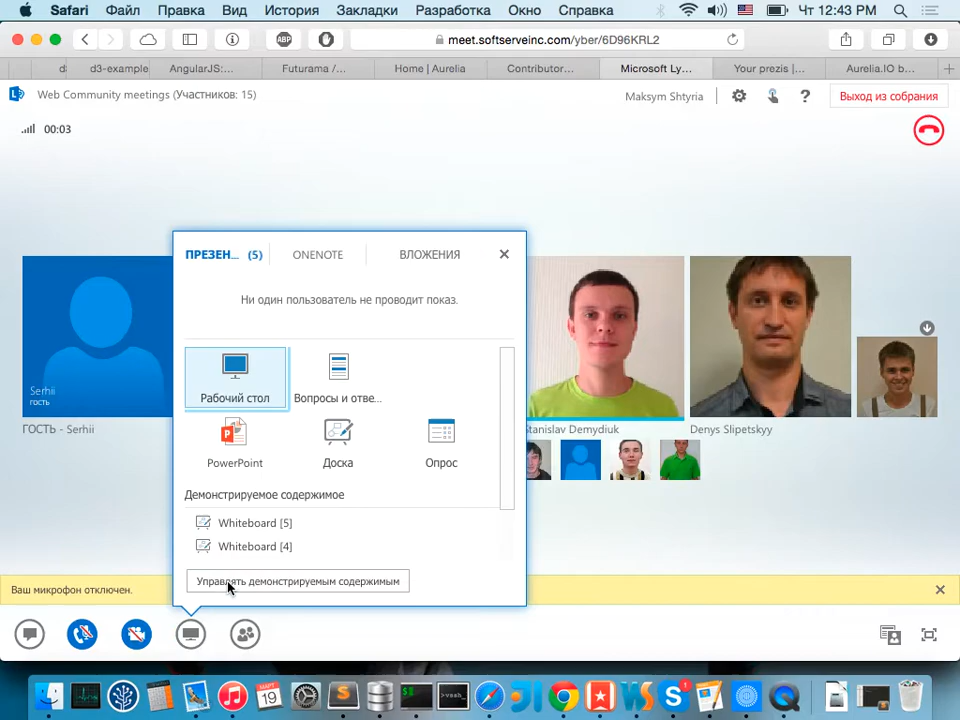 Safari Файл Правка Вид История Закладки Разработка Окно Справка Чт 12:43 PM
ABP meet.softserveinc.com/yber/6D96KRL2
d3-example AngularJS:... Futurama /... Home | Aurelia Contributor... Microsoft Ly... Your prezis |... Aurelia.IO b...
Web Community meetings (Участников: 15) Maksym Shtyria ? Выход из собрания
00:03
ПРЕЗЕН... (5) ONENOTE ВЛОЖЕНИЯ
Ни один пользователь не проводит показ.
Рабочий стол Вопросы и отве...
Serhii
гость
ГОСТЬ - Serhii Stanislav Demydiuk Denys Slipetskyy
PowerPoint Доска Опрос
Демонстрируемое содержимое
Whiteboard [5]
Whiteboard [4]
Управлять демонстрируемым содержимым
Ваш микрофон отключен.
МАРТ
19